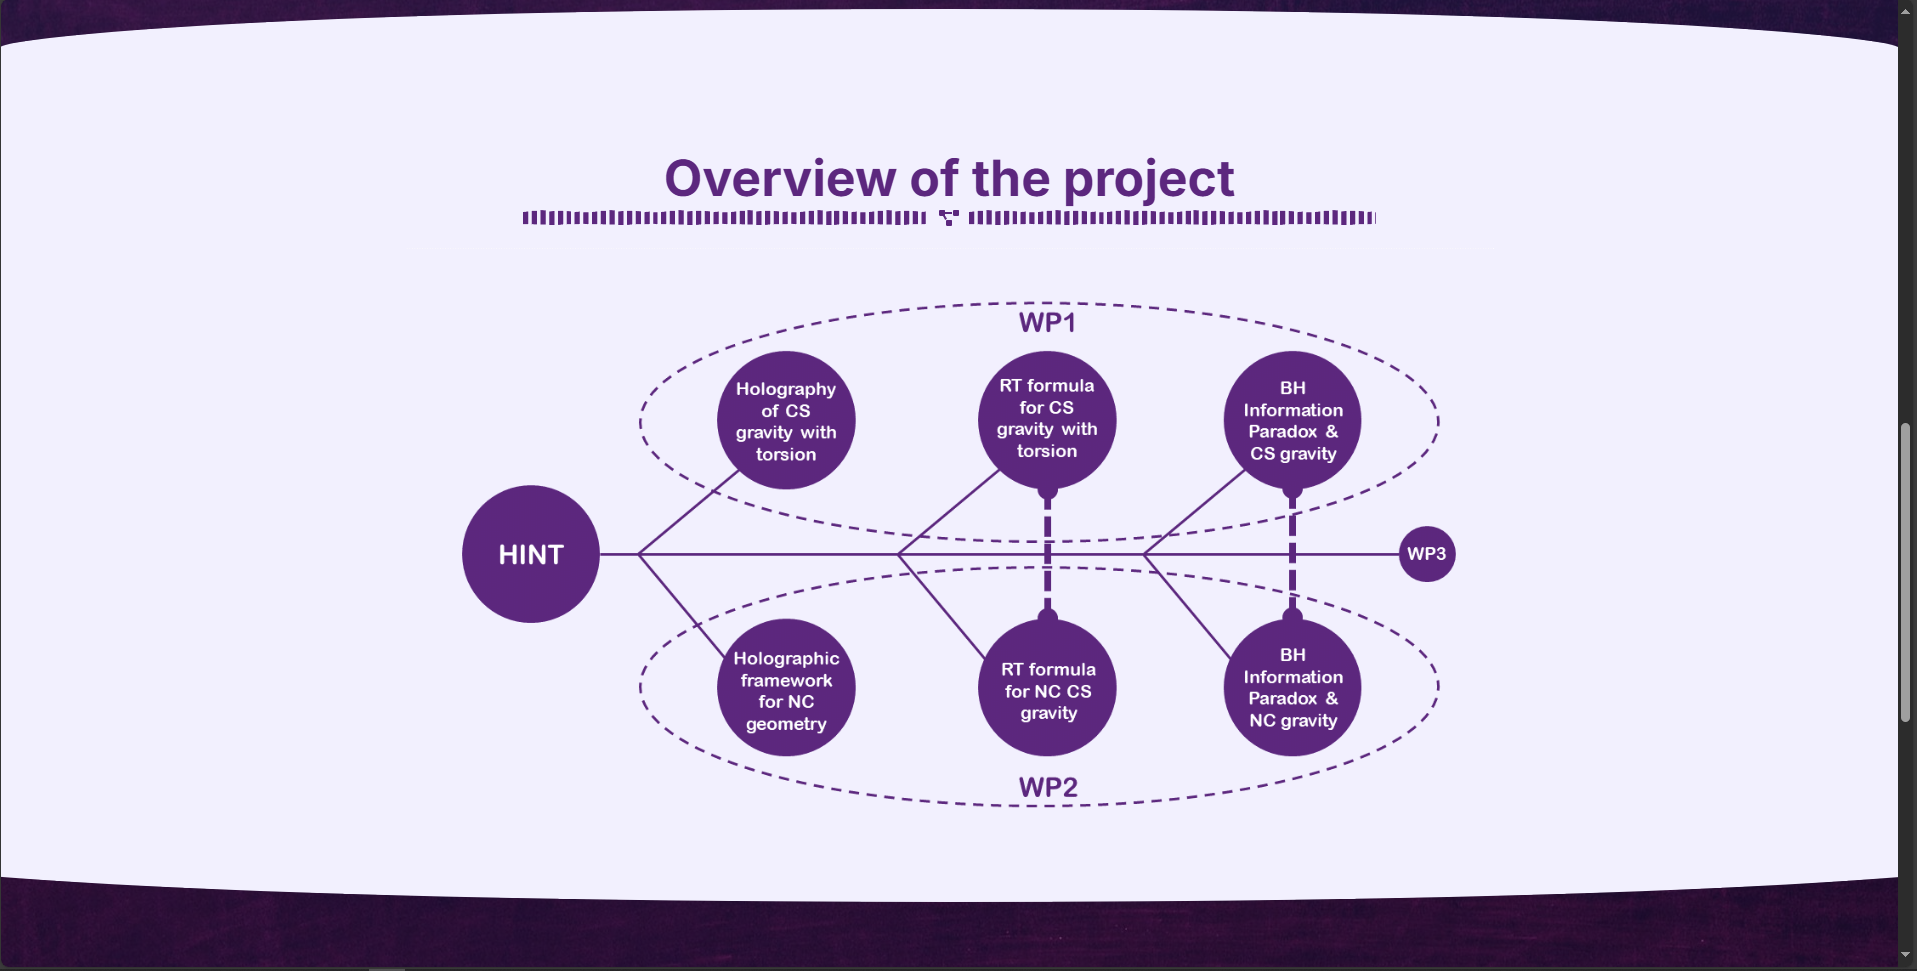 Overview of the project
WP1
Holography
of CS
gravity with
torsion
RT formula
for CS
gravity with
torsion
BH
Information
Paradox &
CS gravity
HINT
WP3
Holographic
framework
for NC
geometry
RT formula
for NC CS
gravity
BH
Information
Paradox &
NC gravity
WP2